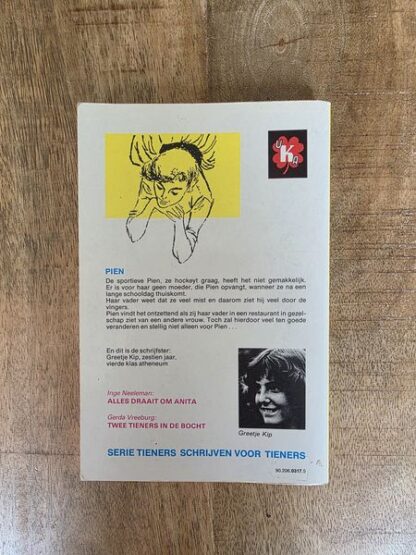 U
K
A
PIEN
De sportieve Pien, ze hockeyt graag, heeft het niet gemakkelijk.
Er is voor haar geen moeder, die Pien opvangt, wanneer ze na een
lange schooldag thuiskomt.
Haar vader weet dat ze veel mist en daarom ziet hij veel door de
vingers.
Pien vindt het ontzettend als zij haar vader in een restaurant in gezel-
schap ziet van een andere vrouw. Toch zal hierdoor veel ten goede
veranderen en stellig niet alleen voor Pien . . .
En dit is de schrijfster:
Greetje Kip, zestien jaar,
vierde klas atheneum
Inge Neeleman:
ALLES DRAAIT OM ANITA
Gerda Vreeburg:
TWEE TIENERS IN DE BOCHT
Greetje Kip
SERIE TIENERS SCHRIJVEN VOOR TIENERS
90.206.0317.5